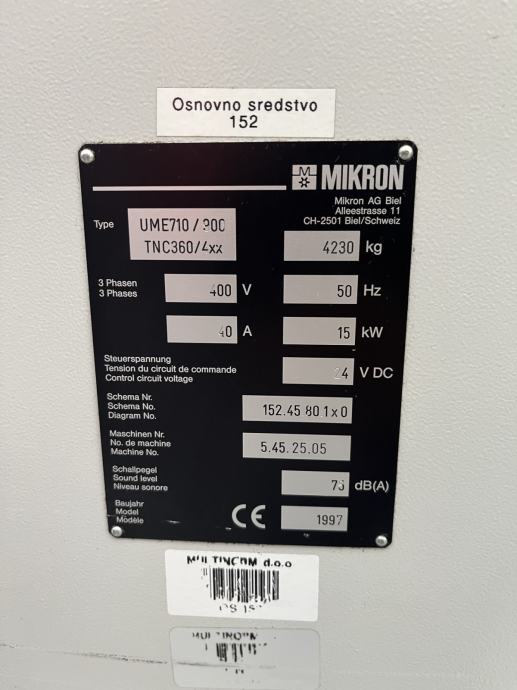 Osnovno sredstvo
152
MIKRON
Mikron AG Biel
Alleestrasse 11
CH-2501 Biel/Schweiz
Type
UME710/900
TNC360/4xx
4230 kg
3 Phasen
3 Phases
400 V
50 Hz
40 A
15 kW
Steuerspannung
Tension du circuit de commande
Control circuit voltage
24 V DC
Schema Nr.
Schema No.
Diagram No.
152.45 80 1x0
Maschinen Nr.
No. de machine
Machine No.
5.45.25.05
Schallpegel
Sound level
Niveau sonore
dB(A)
Baujahr
Model
Modèle
CE
1997
MULTINCOM d.o.o